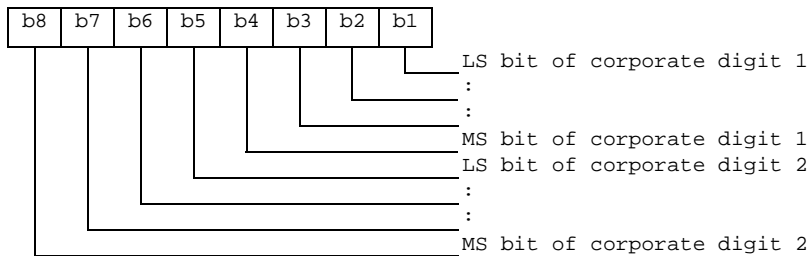 b8 b7 b6 b5 b4 b3 b2 b1
LS bit of corporate digit 1
:
:
MS bit of corporate digit 1
LS bit of corporate digit 2
:
:
MS bit of corporate digit 2